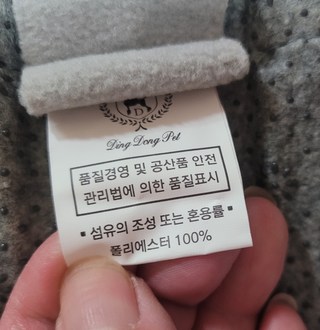 D
Ding Dong Pet
품질경영 및 공산품 안전
관리법에 의한 품질표시
▪ 섬유의 조성 또는 혼용률 ▪
폴리에스터 100%